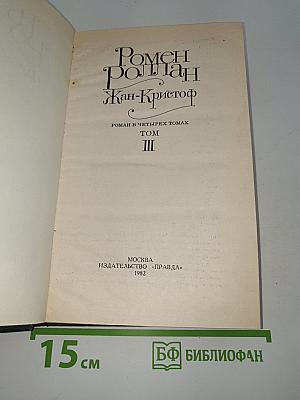 Ромен
Роллан
Жан-Кристоф
РОМАН В ЧЕТЫРЕХ ТОМАХ
ТОМ
III
МОСКВА
ИЗДАТЕЛЬСТВО «ПРАВДА»
1982
15 см
БФ БИБЛИОФАН